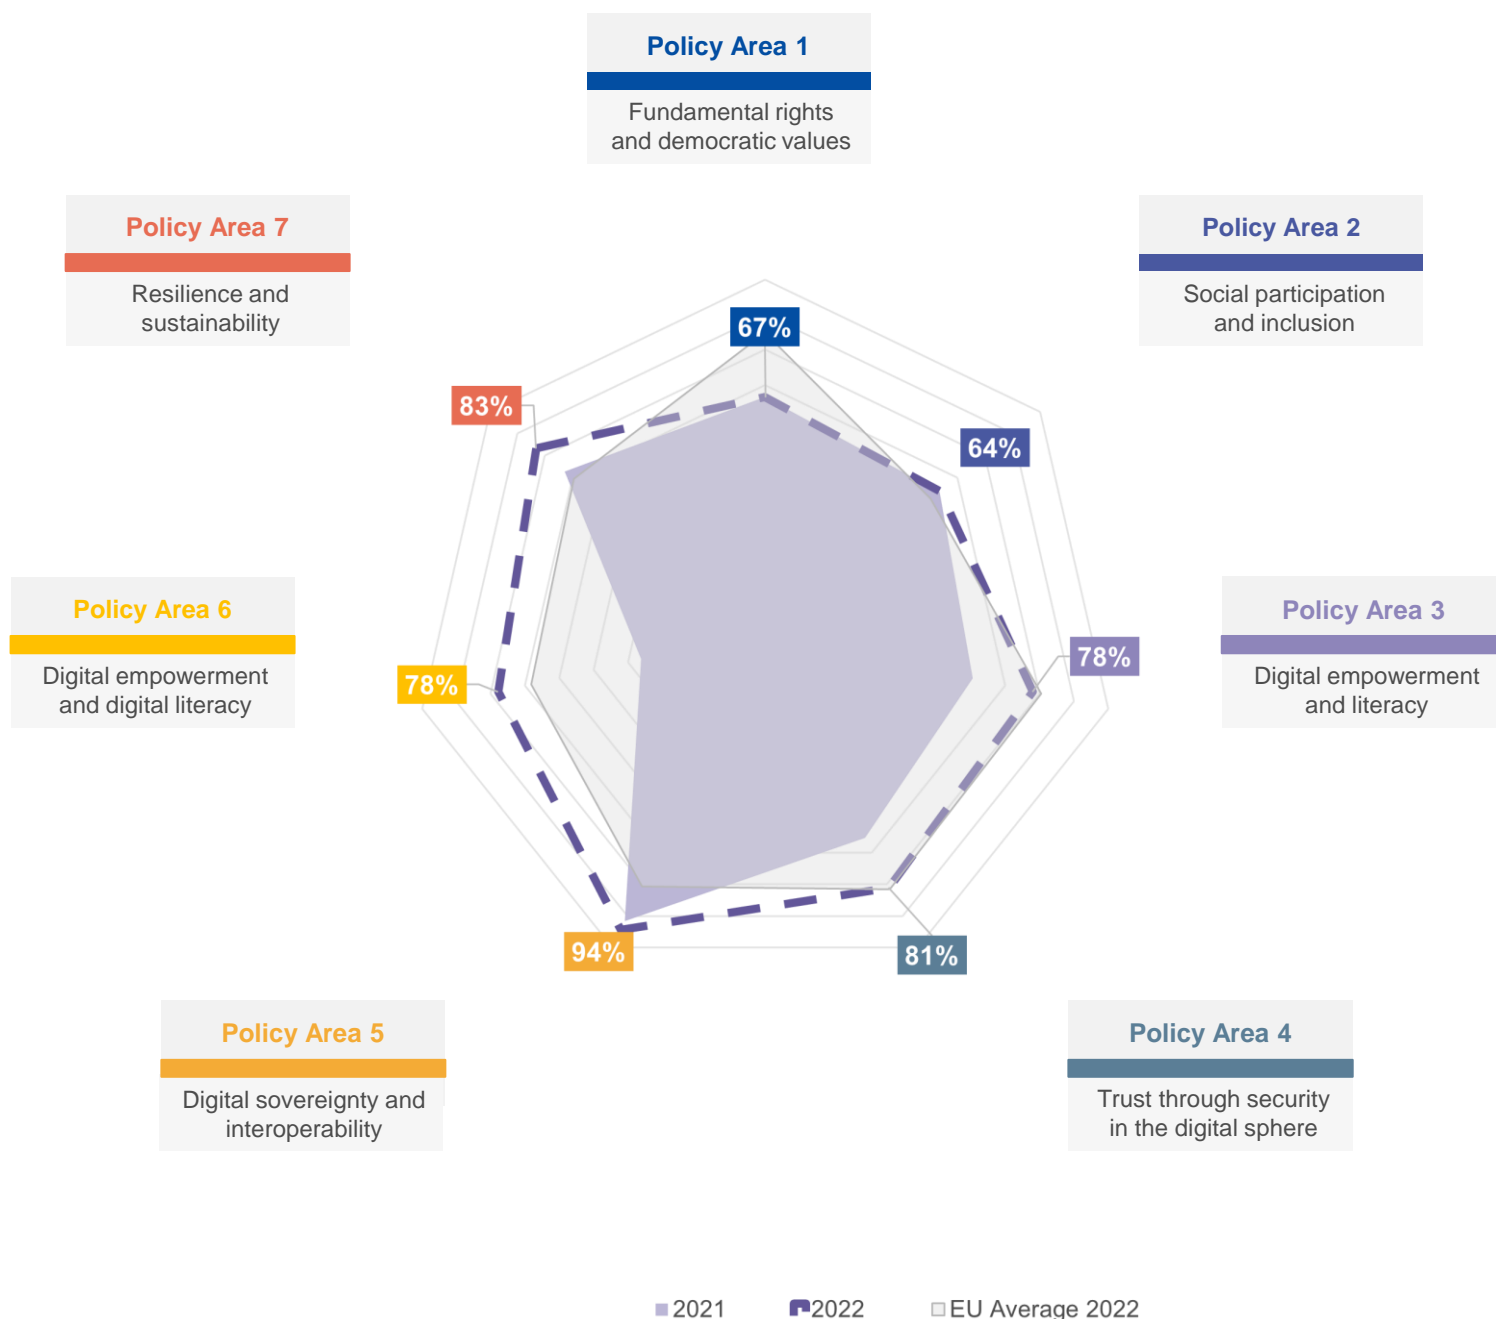 Policy Area 1
Fundamental rights
and democratic values
Policy Area 7
Resilience and
sustainability
Policy Area 2
Social participation
and inclusion
67%
83%
64%
Policy Area 6
Digital empowerment
and digital literacy
78%
78%
Policy Area 3
Digital empowerment
and literacy
94%
81%
Policy Area 5
Digital sovereignty and
interoperability
Policy Area 4
Trust through security
in the digital sphere
2021
2022
EU Average 2022